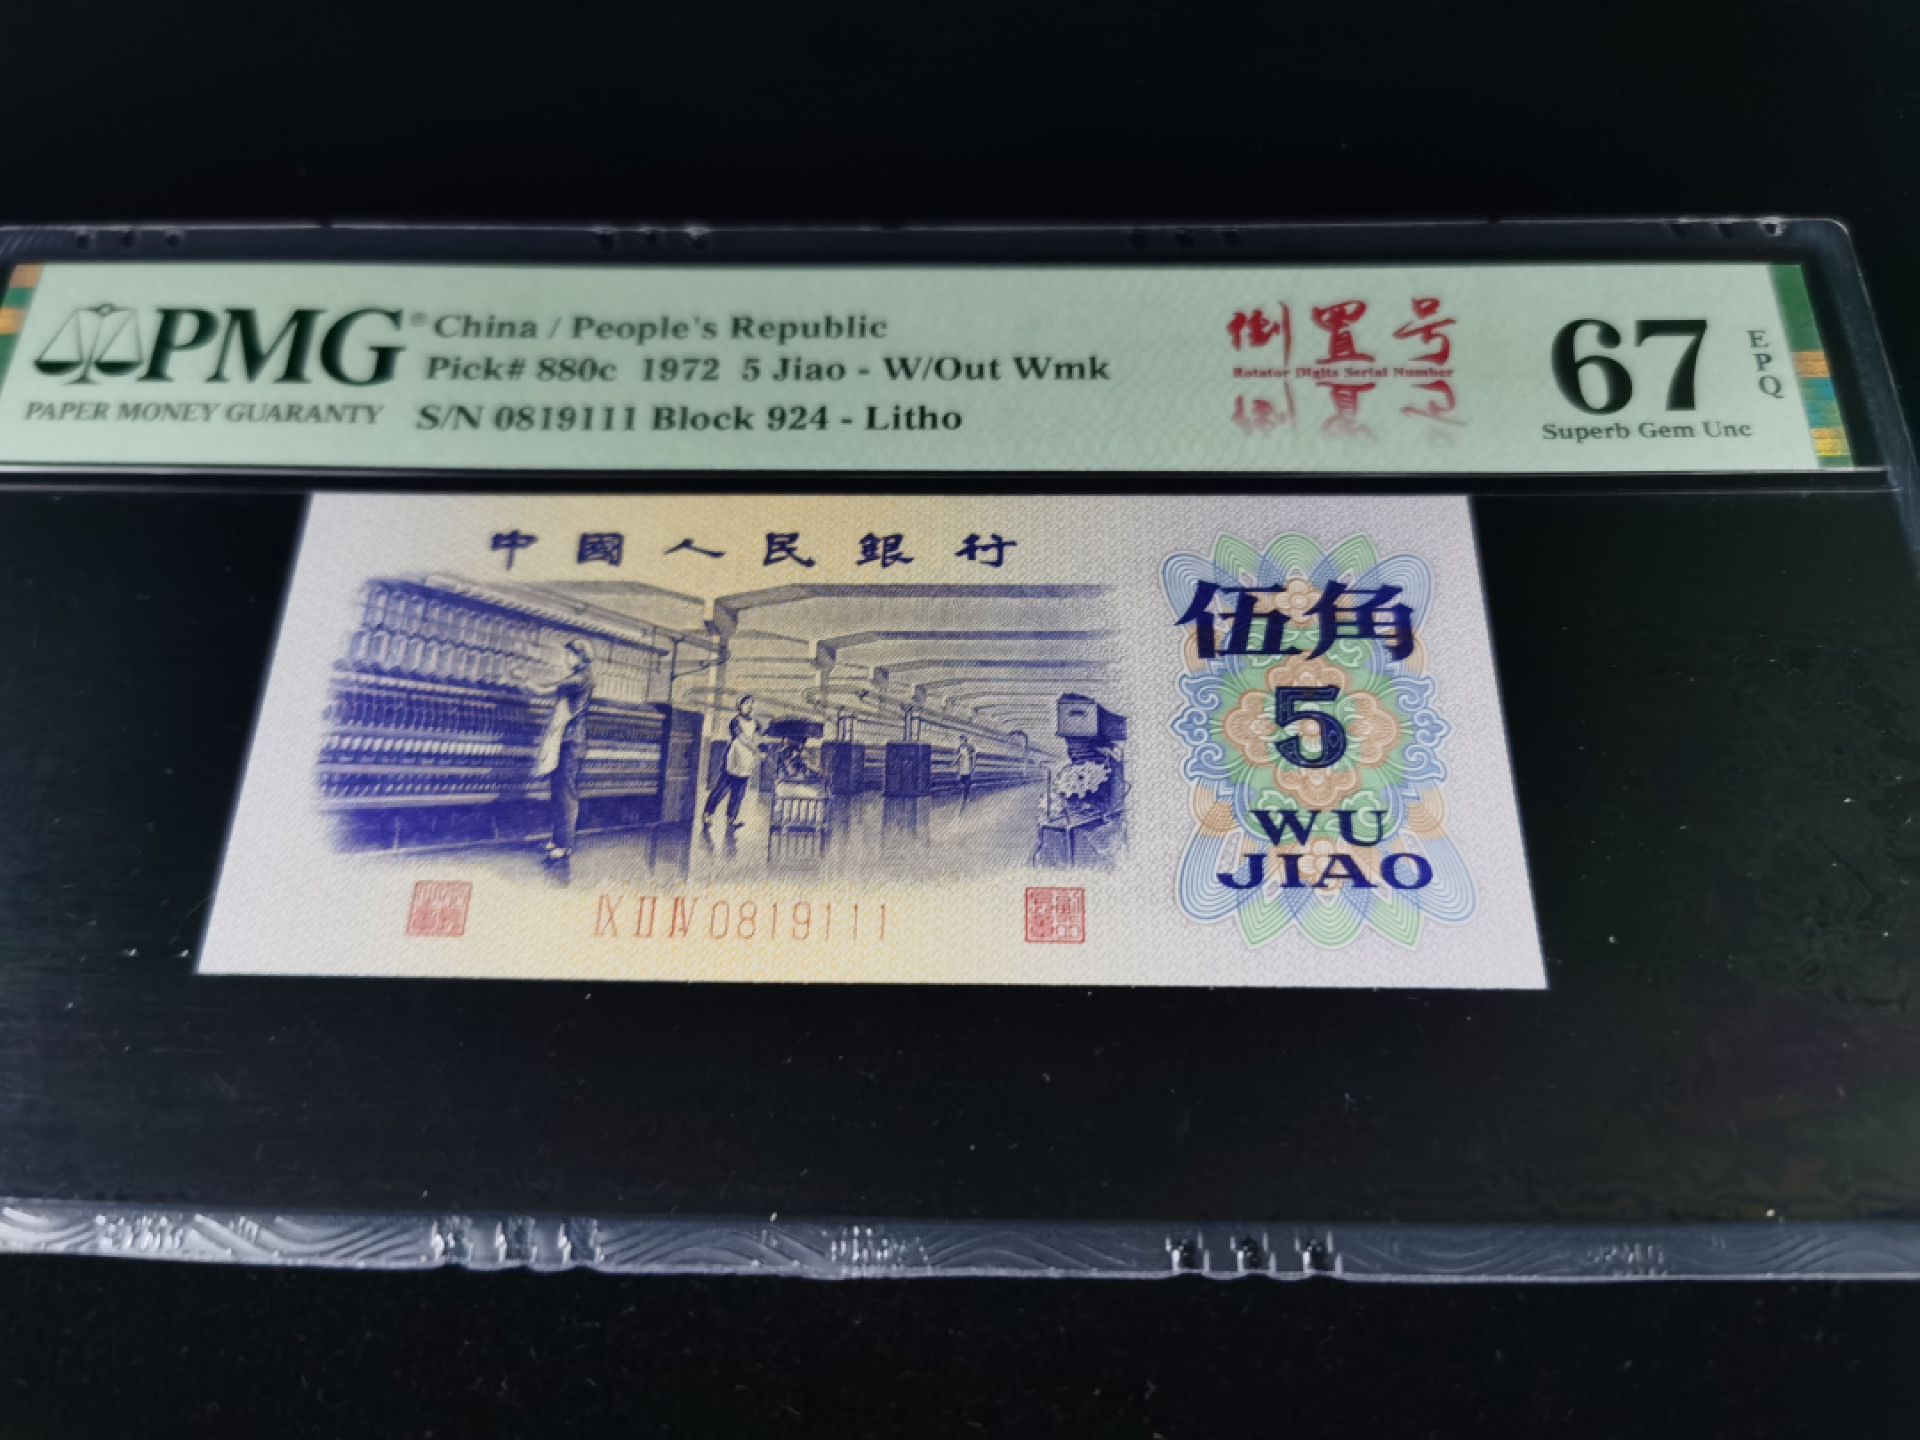 PMG®
PAPER MONEY GUARANTY
China / People's Republic
Pick# 880c 1972 5 Jiao - W/Out Wmk
S/N 0819111 Block 924 - Litho
倒置号
Rotator Digits Serial Number
67
EPQ
Superb Gem Unc
中國人民銀行
伍角
5
WU
JIAO
IX II IV 0819111